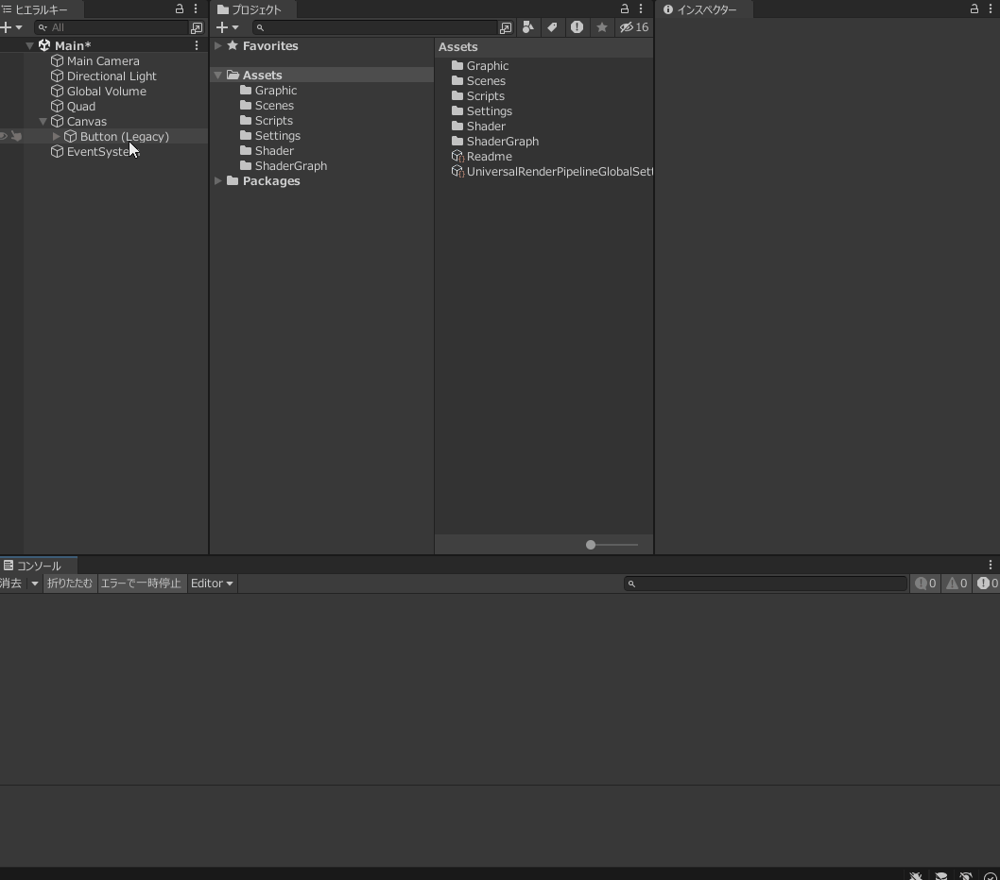 ヒエラルキー
All
Main*
Main Camera
Directional Light
Global Volume
Quad
Canvas
Button (Legacy)
プロジェクト
16
Favorites
Assets
Graphic
Scenes
Scripts
Settings
Shader
ShaderGraph
Packages
Assets
Graphic
Scenes
Scripts
Settings
Shader
ShaderGraph
Readme
UniversalRenderPipelineGlobalSett
インスペクター
コンソール
消去
折りたたむ
エラーで一時停止
Editor
0
0
0